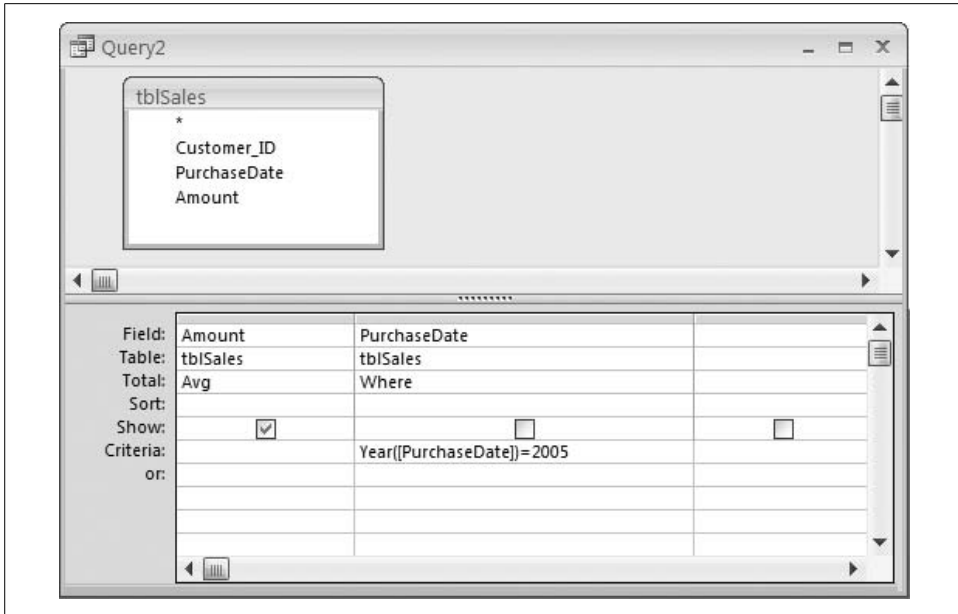 Query2
tblSales
*
Customer_ID
PurchaseDate
Amount
Field: Amount PurchaseDate
Table: tblSales tblSales
Total: Avg Where
Sort:
Show:
Criteria: Year([PurchaseDate])=2005
or: